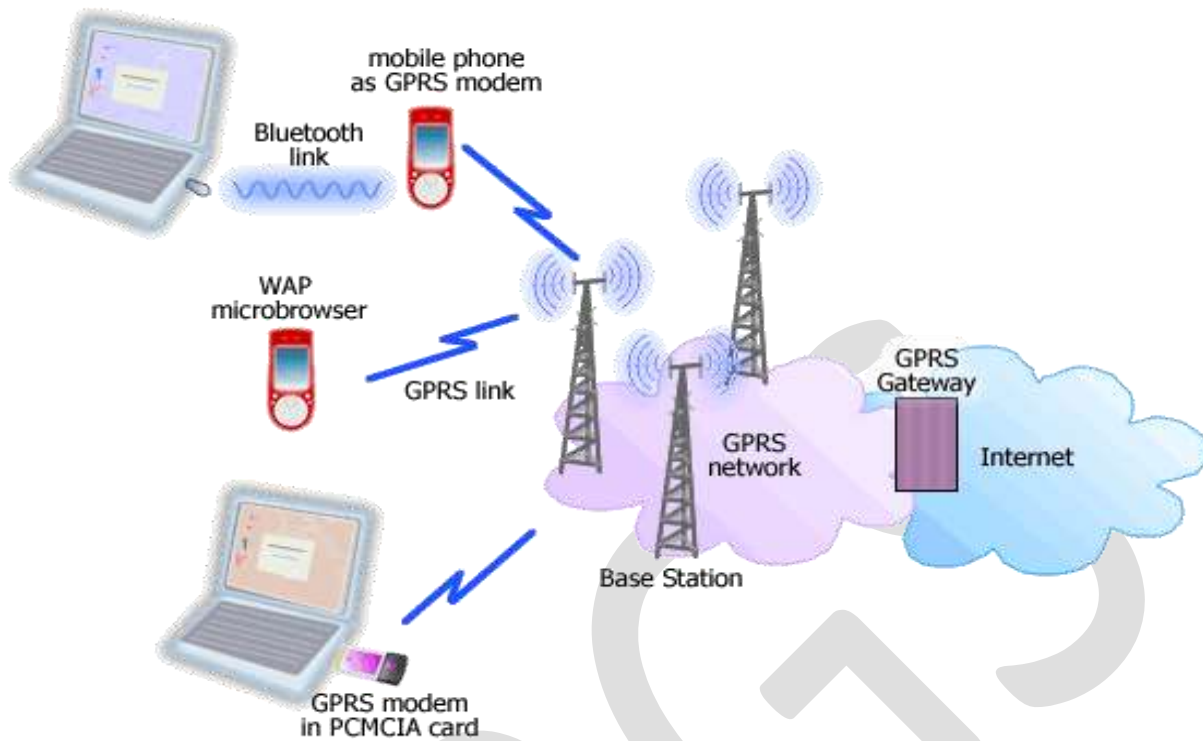 mobile phone
as GPRS modem
Bluetooth
link
WAP
microbrowser
GPRS link
GPRS
Gateway
GPRS
network
Internet
Base Station
GPRS modem
in PCMCIA card